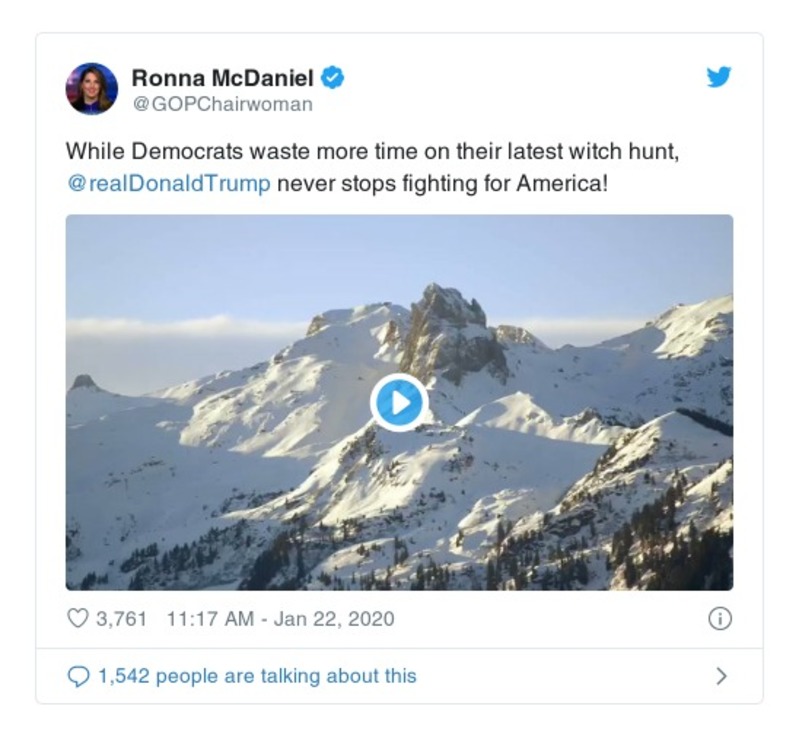 Ronna McDaniel
@GOPChairwoman
While Democrats waste more time on their latest witch hunt,
@realDonaldTrump never stops fighting for America!
3,761 11:17 AM - Jan 22, 2020
1,542 people are talking about this